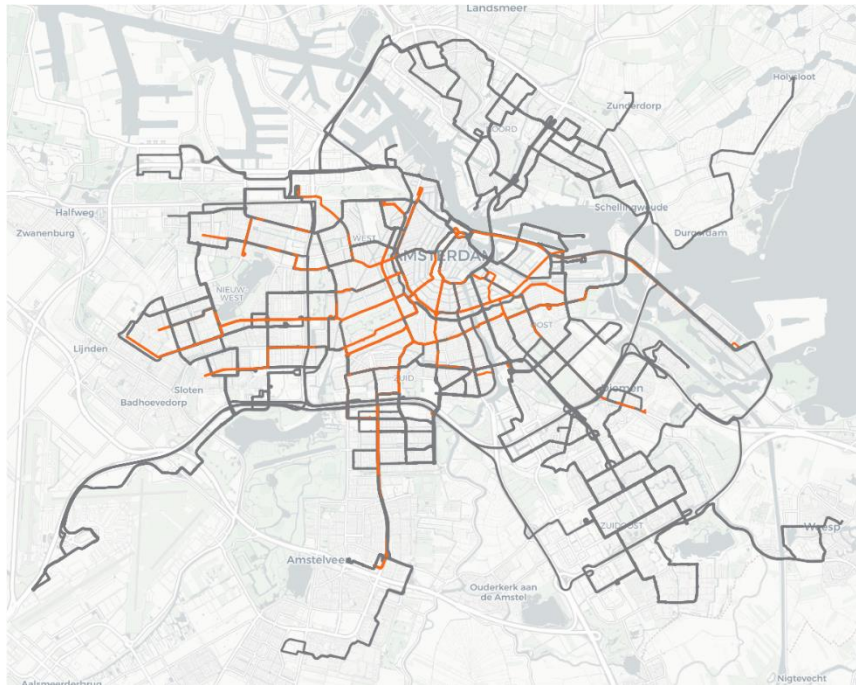 Landsmeer
Holysloot
Zunderdorp
NOORD
Halfweg
Schellingwoude
Zwanenburg
Durgerdam
WEST
AMSTERDAM
NIEUW-
WEST
OOST
Lijnden
Sloten
ZUID
Diemen
Badhoevedorp
ZUIDOOST
Weesp
Amstelveen
Ouderkerk aan
de Amstel
Aalsmeerderbrug
Nigtevecht